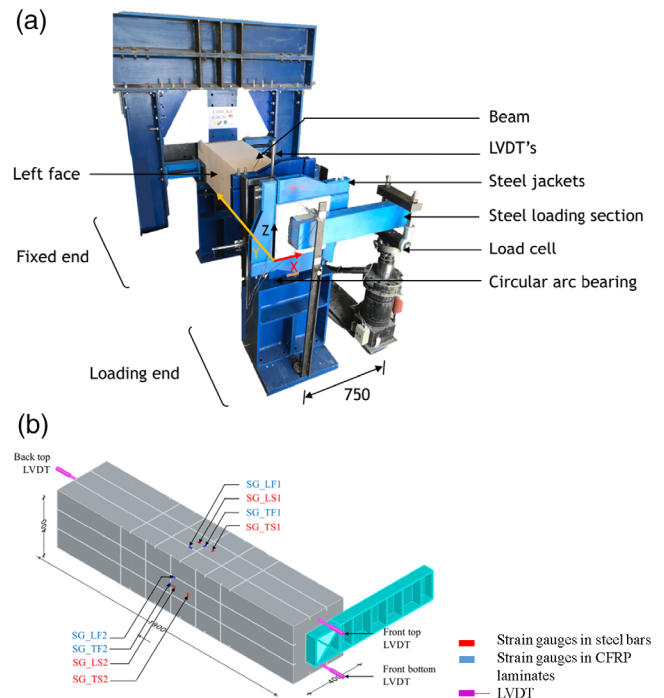 (a)
Beam
LVDT's
Left face
Steel jackets
Steel loading section
Z
Load cell
Y
X
Fixed end
Circular arc bearing
Loading end
750
(b)
Back top
LVDT
SG_LF1
SG_LS1
SG_TF1
SG_TS1
400
1900
SG_LF2
SG_TF2
SG_LS2
SG_TS2
Front top
LVDT
Front bottom
LVDT
Strain gauges in steel bars
Strain gauges in CFRP
laminates
LVDT